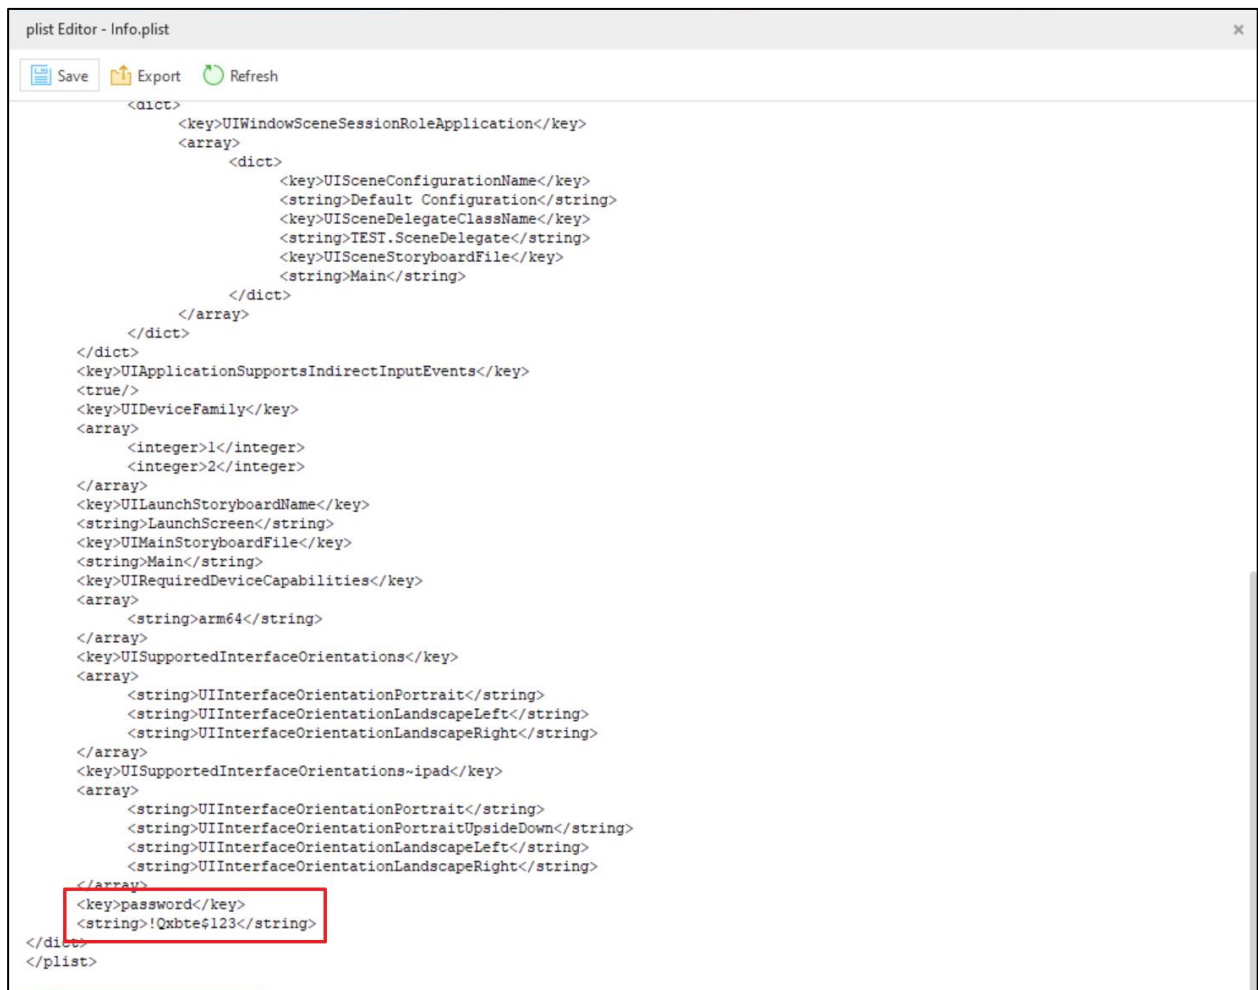 plist Editor - Info.plist
Save Export Refresh
<dict>
<key>UIWindowSceneSessionRoleApplication</key>
<array>
<dict>
<key>UISceneConfigurationName</key>
<string>Default Configuration</string>
<key>UISceneDelegateClassName</key>
<string>TEST.SceneDelegate</string>
<key>UISceneStoryboardFile</key>
<string>Main</string>
</dict>
</array>
</dict>
</dict>
<key>UIApplicationSupportsIndirectInputEvents</key>
<true/>
<key>UIDeviceFamily</key>
<array>
<integer>1</integer>
<integer>2</integer>
</array>
<key>UILaunchStoryboardName</key>
<string>LaunchScreen</string>
<key>UIMainStoryboardFile</key>
<string>Main</string>
<key>UIRequiredDeviceCapabilities</key>
<array>
<string>arm64</string>
</array>
<key>UISupportedInterfaceOrientations</key>
<array>
<string>UIInterfaceOrientationPortrait</string>
<string>UIInterfaceOrientationLandscapeLeft</string>
<string>UIInterfaceOrientationLandscapeRight</string>
</array>
<key>UISupportedInterfaceOrientations~ipad</key>
<array>
<string>UIInterfaceOrientationPortrait</string>
<string>UIInterfaceOrientationPortraitUpsideDown</string>
<string>UIInterfaceOrientationLandscapeLeft</string>
<string>UIInterfaceOrientationLandscapeRight</string>
</array>
<key>password</key>
<string>!Qxbte$123</string>
</dict>
</plist>